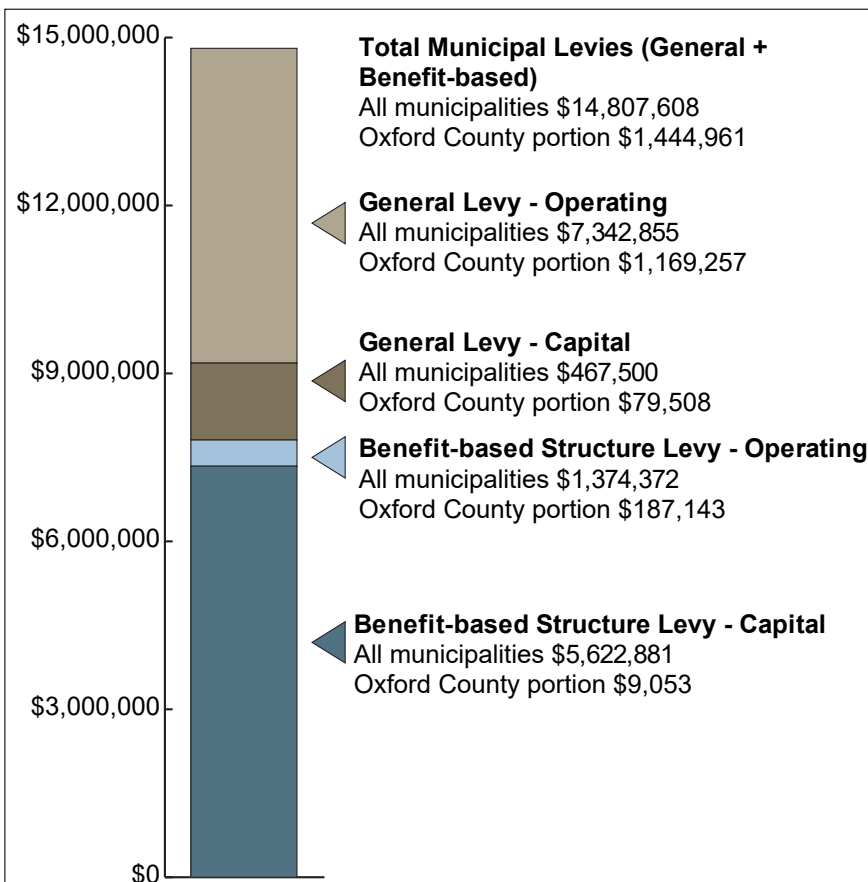 $15,000,000
$12,000,000
$9,000,000
$6,000,000
$3,000,000
$0
Total Municipal Levies (General +
Benefit-based)
All municipalities $14,807,608
Oxford County portion $1,444,961
General Levy - Operating
All municipalities $7,342,855
Oxford County portion $1,169,257
General Levy - Capital
All municipalities $467,500
Oxford County portion $79,508
Benefit-based Structure Levy - Operating
All municipalities $1,374,372
Oxford County portion $187,143
Benefit-based Structure Levy - Capital
All municipalities $5,622,881
Oxford County portion $9,053